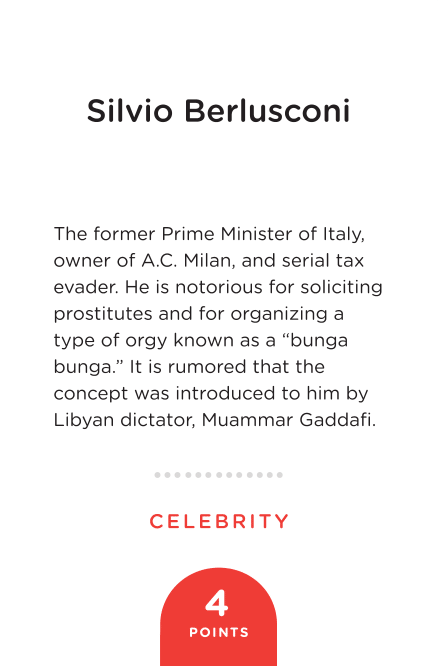 Silvio Berlusconi
The former Prime Minister of Italy,
owner of A.C. Milan, and serial tax
evader. He is notorious for soliciting
prostitutes and for organizing a
type of orgy known as a “bunga
bunga.” It is rumored that the
concept was introduced to him by
Libyan dictator, Muammar Gaddafi.
CELEBRITY
4
POINTS